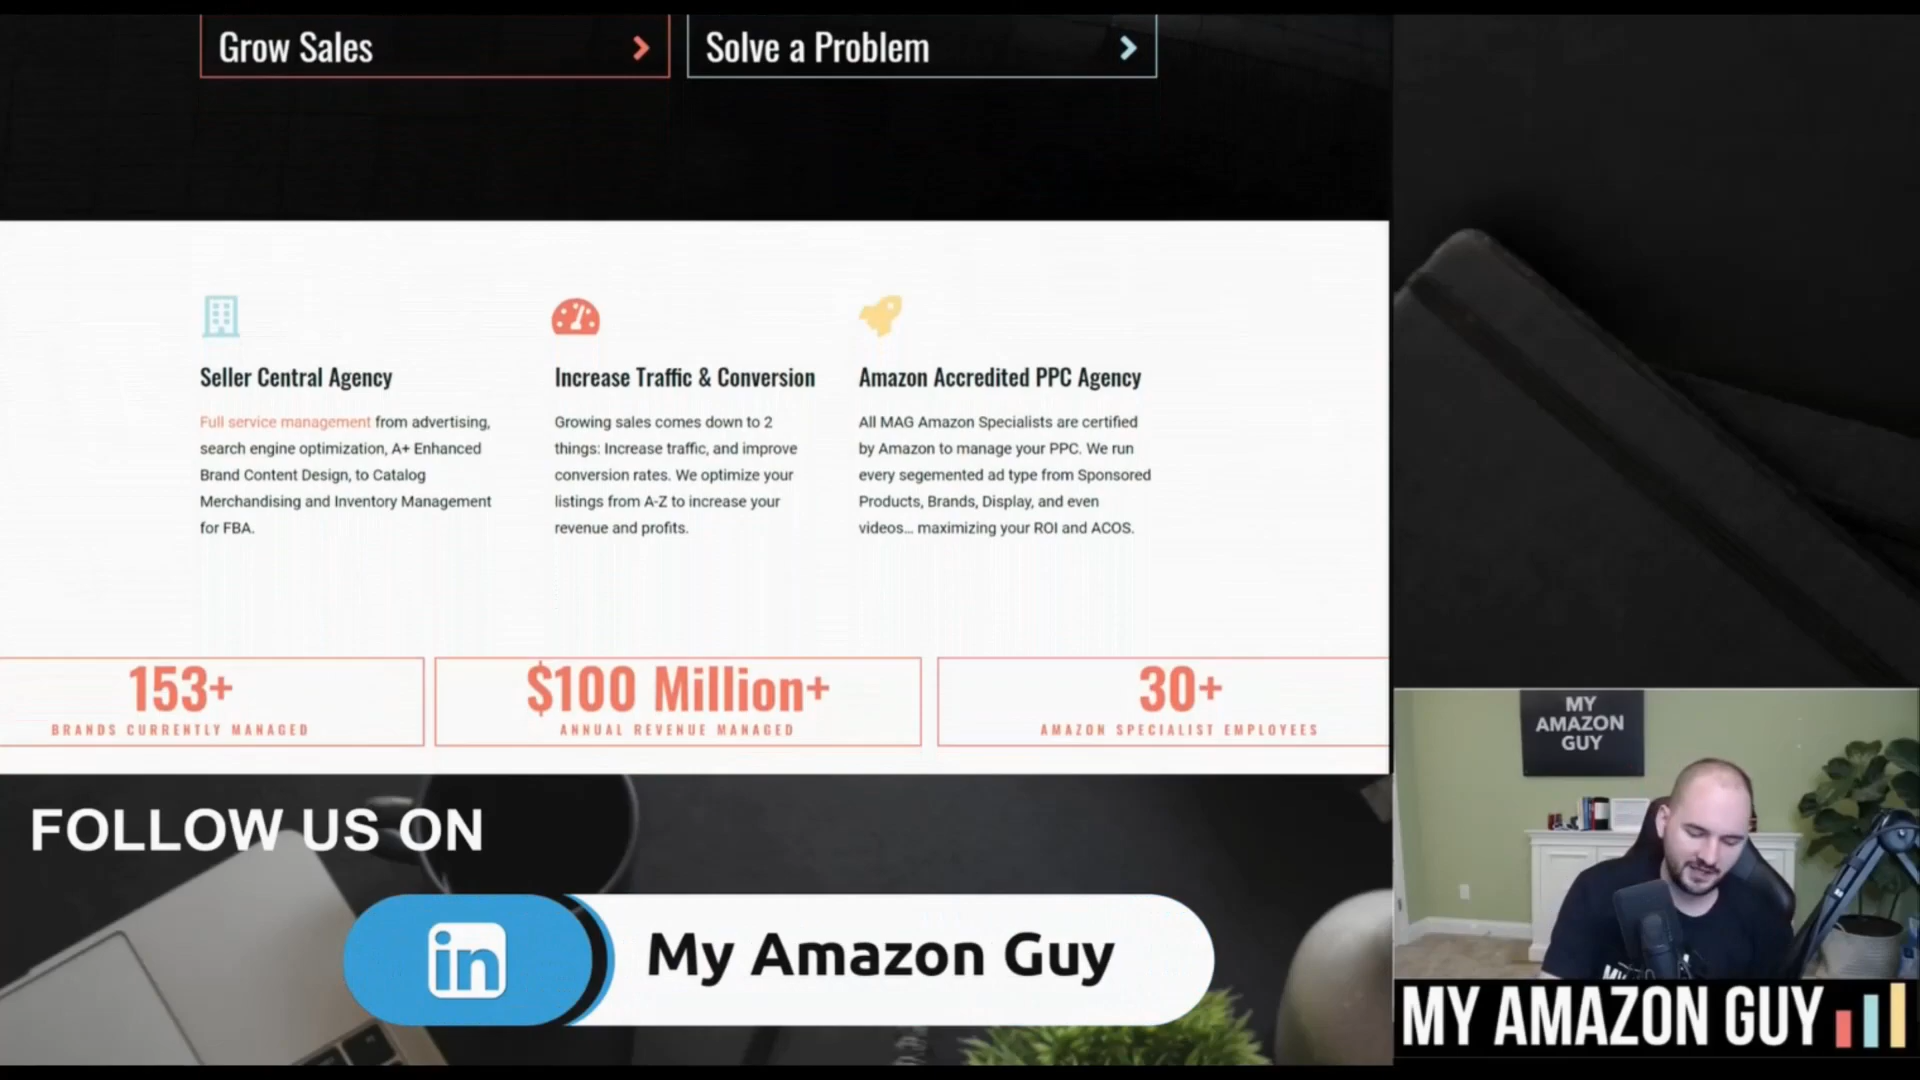 Grow Sales
Solve a Problem
Seller Central Agency
Full service management from advertising,
search engine optimization, A+ Enhanced
Brand Content Design, to Catalog
Merchandising and Inventory Management
for FBA.
Increase Traffic & Conversion
Growing sales comes down to 2
things: Increase traffic, and improve
conversion rates. We optimize your
listings from A-Z to increase your
revenue and profits.
Amazon Accredited PPC Agency
All MAG Amazon Specialists are certified
by Amazon to manage your PPC. We run
every segemented ad type from Sponsored
Products, Brands, Display, and even
videos... maximizing your ROI and ACOS.
153+
BRANDS CURRENTLY MANAGED
$100 Million+
ANNUAL REVENUE MANAGED
30+
AMAZON SPECIALIST EMPLOYEES
MY
AMAZON
GUY
FOLLOW US ON
in
My Amazon Guy
MY AMAZON GUY